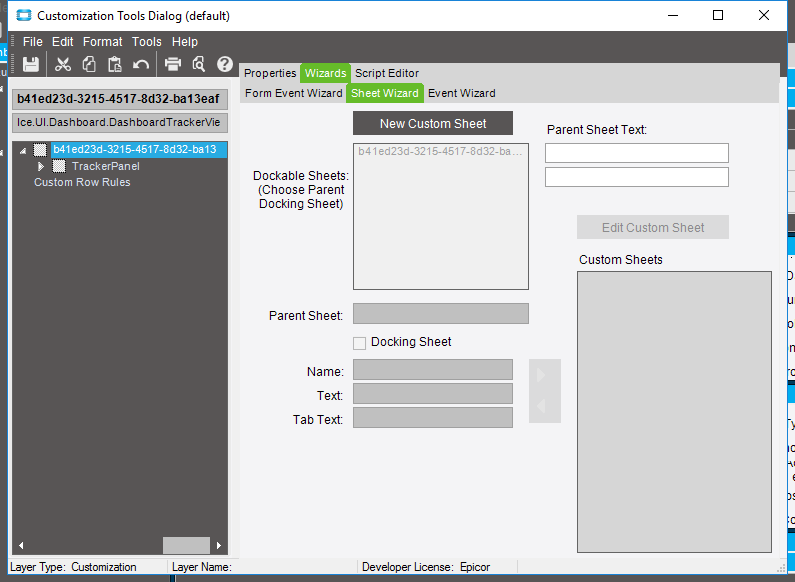 Customization Tools Dialog (default)
File Edit Format Tools Help
Properties Wizards Script Editor
Form Event Wizard Sheet Wizard Event Wizard
b41ed23d-3215-4517-8d32-ba13eaf
Ice.UI.Dashboard.DashboardTrackerVie
b41ed23d-3215-4517-8d32-ba13
TrackerPanel
Custom Row Rules
New Custom Sheet
Parent Sheet Text:
Dockable Sheets:
(Choose Parent
Docking Sheet)
b41ed23d-3215-4517-8d32-ba...
Edit Custom Sheet
Custom Sheets
Parent Sheet:
Docking Sheet
Name:
Text:
Tab Text:
Layer Type: Customization
Layer Name:
Developer License: Epicor